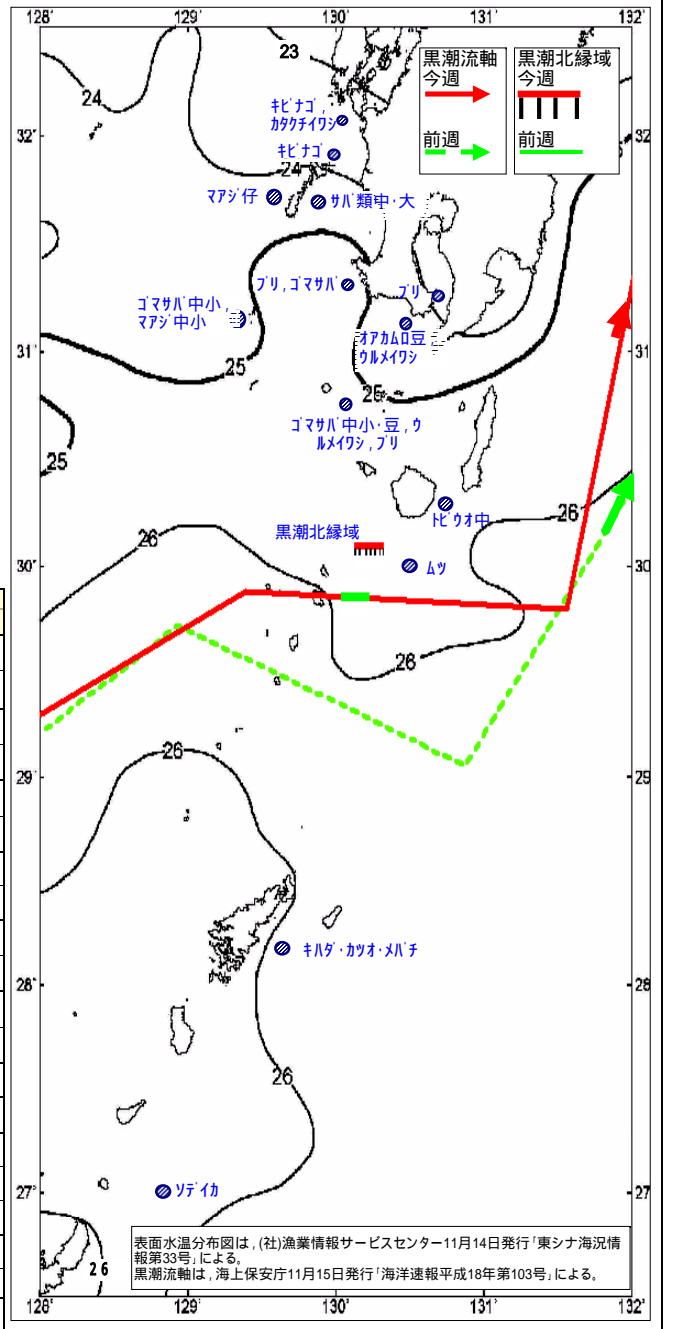 128°
129°
130°
131°
132°
23
24
32°
黒潮流軸
今週
前週
黒潮北縁域
今週
前週
ｷﾋﾞﾅｺﾞ,
ｶﾀｸﾁｲﾜｼ
ｷﾋﾞﾅｺﾞ
24
ﾏｱｼﾞ仔
ｻﾊﾞ類中･大
ﾌﾞﾘ,ｺﾞﾏｻﾊﾞ
ﾌﾞﾘ
ｺﾞﾏｻﾊﾞ中小,
ﾏｱｼﾞ中小
ｵｱｶﾑﾛ豆
ｳﾙﾒｲﾜｼ
31°
31°
25
25
ｺﾞﾏｻﾊﾞ中小･豆,ｳ
ﾙﾒｲﾜｼ,ﾌﾞﾘ
25
ﾄﾋﾞｳｵ中
26
26
黒潮北縁域
ﾑﾂ
30°
30°
26
26
29°
29°
ｷﾊﾀﾞ･ｶﾂｵ･ﾒﾊﾞﾁ
28°
28°
26
ｿﾃﾞｲｶ
27°
27°
26
表面水温分布図は,(社)漁業情報サービスセンター11月14日発行｢東シナ海況情
報第33号｣による。
黒潮流軸は,海上保安庁11月15日発行｢海洋速報平成18年第103号｣による。
128°
129°
130°
131°
132°